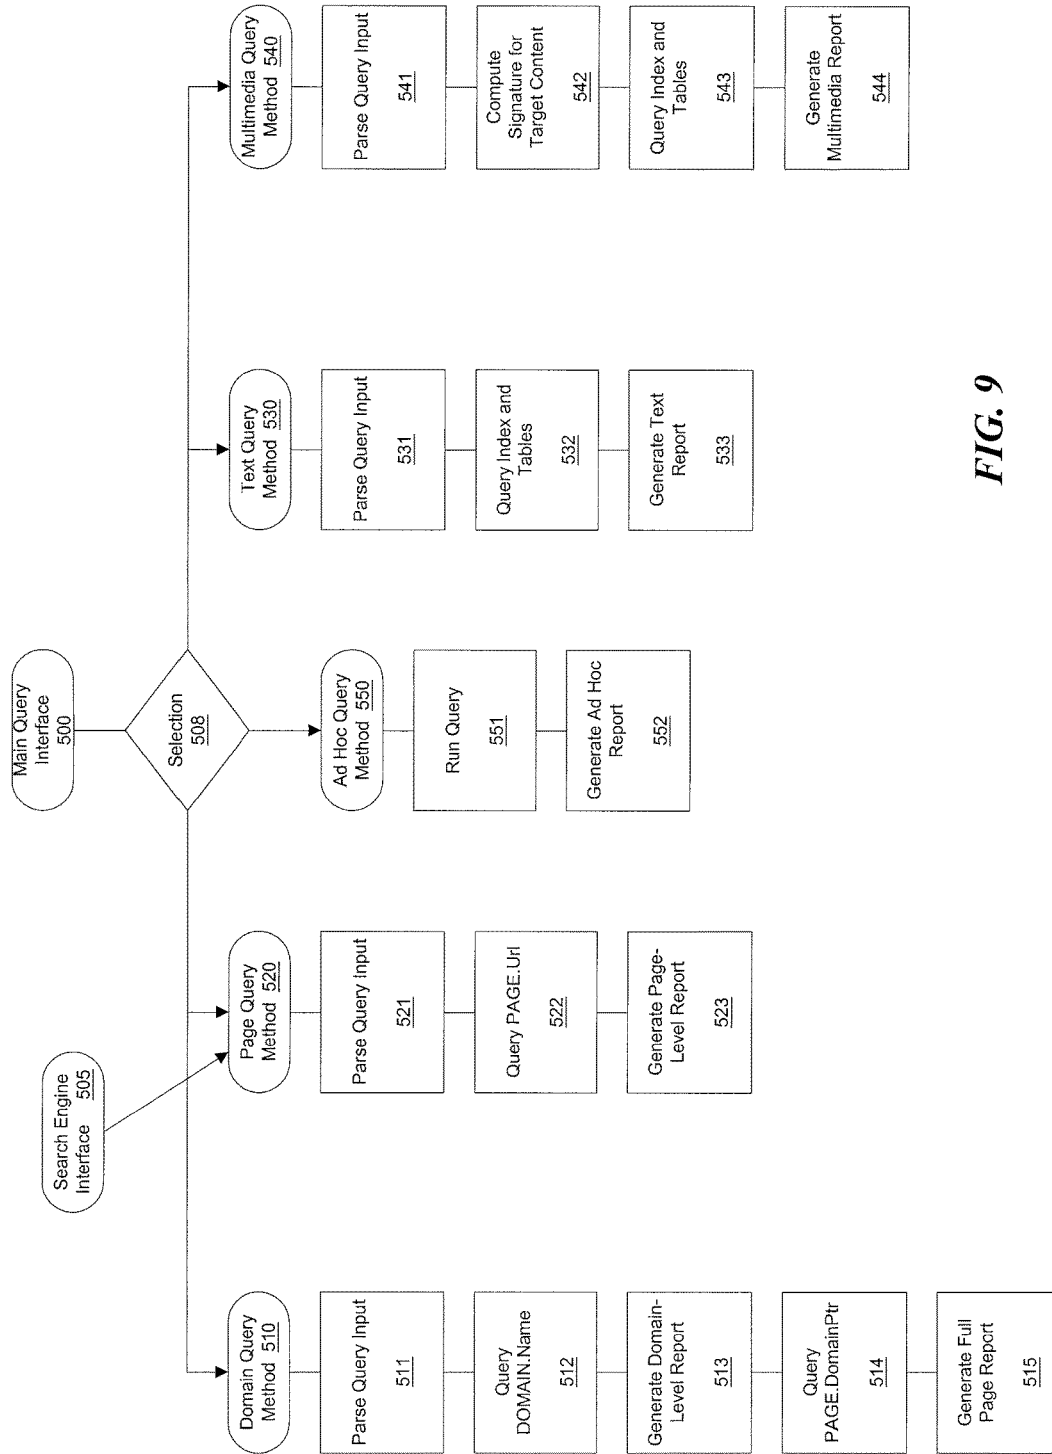 Main Query
Interface
500
Search Engine
Interface 505
Selection
508
Domain Query
Method 510
Parse Query Input
511
Query
DOMAIN.Name
512
Generate Domain-
Level Report
513
Query
PAGE.DomainPtr
514
Generate Full
Page Report
515
Page Query
Method 520
Parse Query Input
521
Query PAGE.Url
522
Generate Page-
Level Report
523
Ad Hoc Query
Method 550
Run Query
551
Generate Ad Hoc
Report
552
Text Query
Method 530
Parse Query Input
531
Query Index and
Tables
532
Generate Text
Report
533
Multimedia Query
Method 540
Parse Query Input
541
Compute
Signature for
Target Content
542
Query Index and
Tables
543
Generate
Multimedia Report
544
FIG. 9